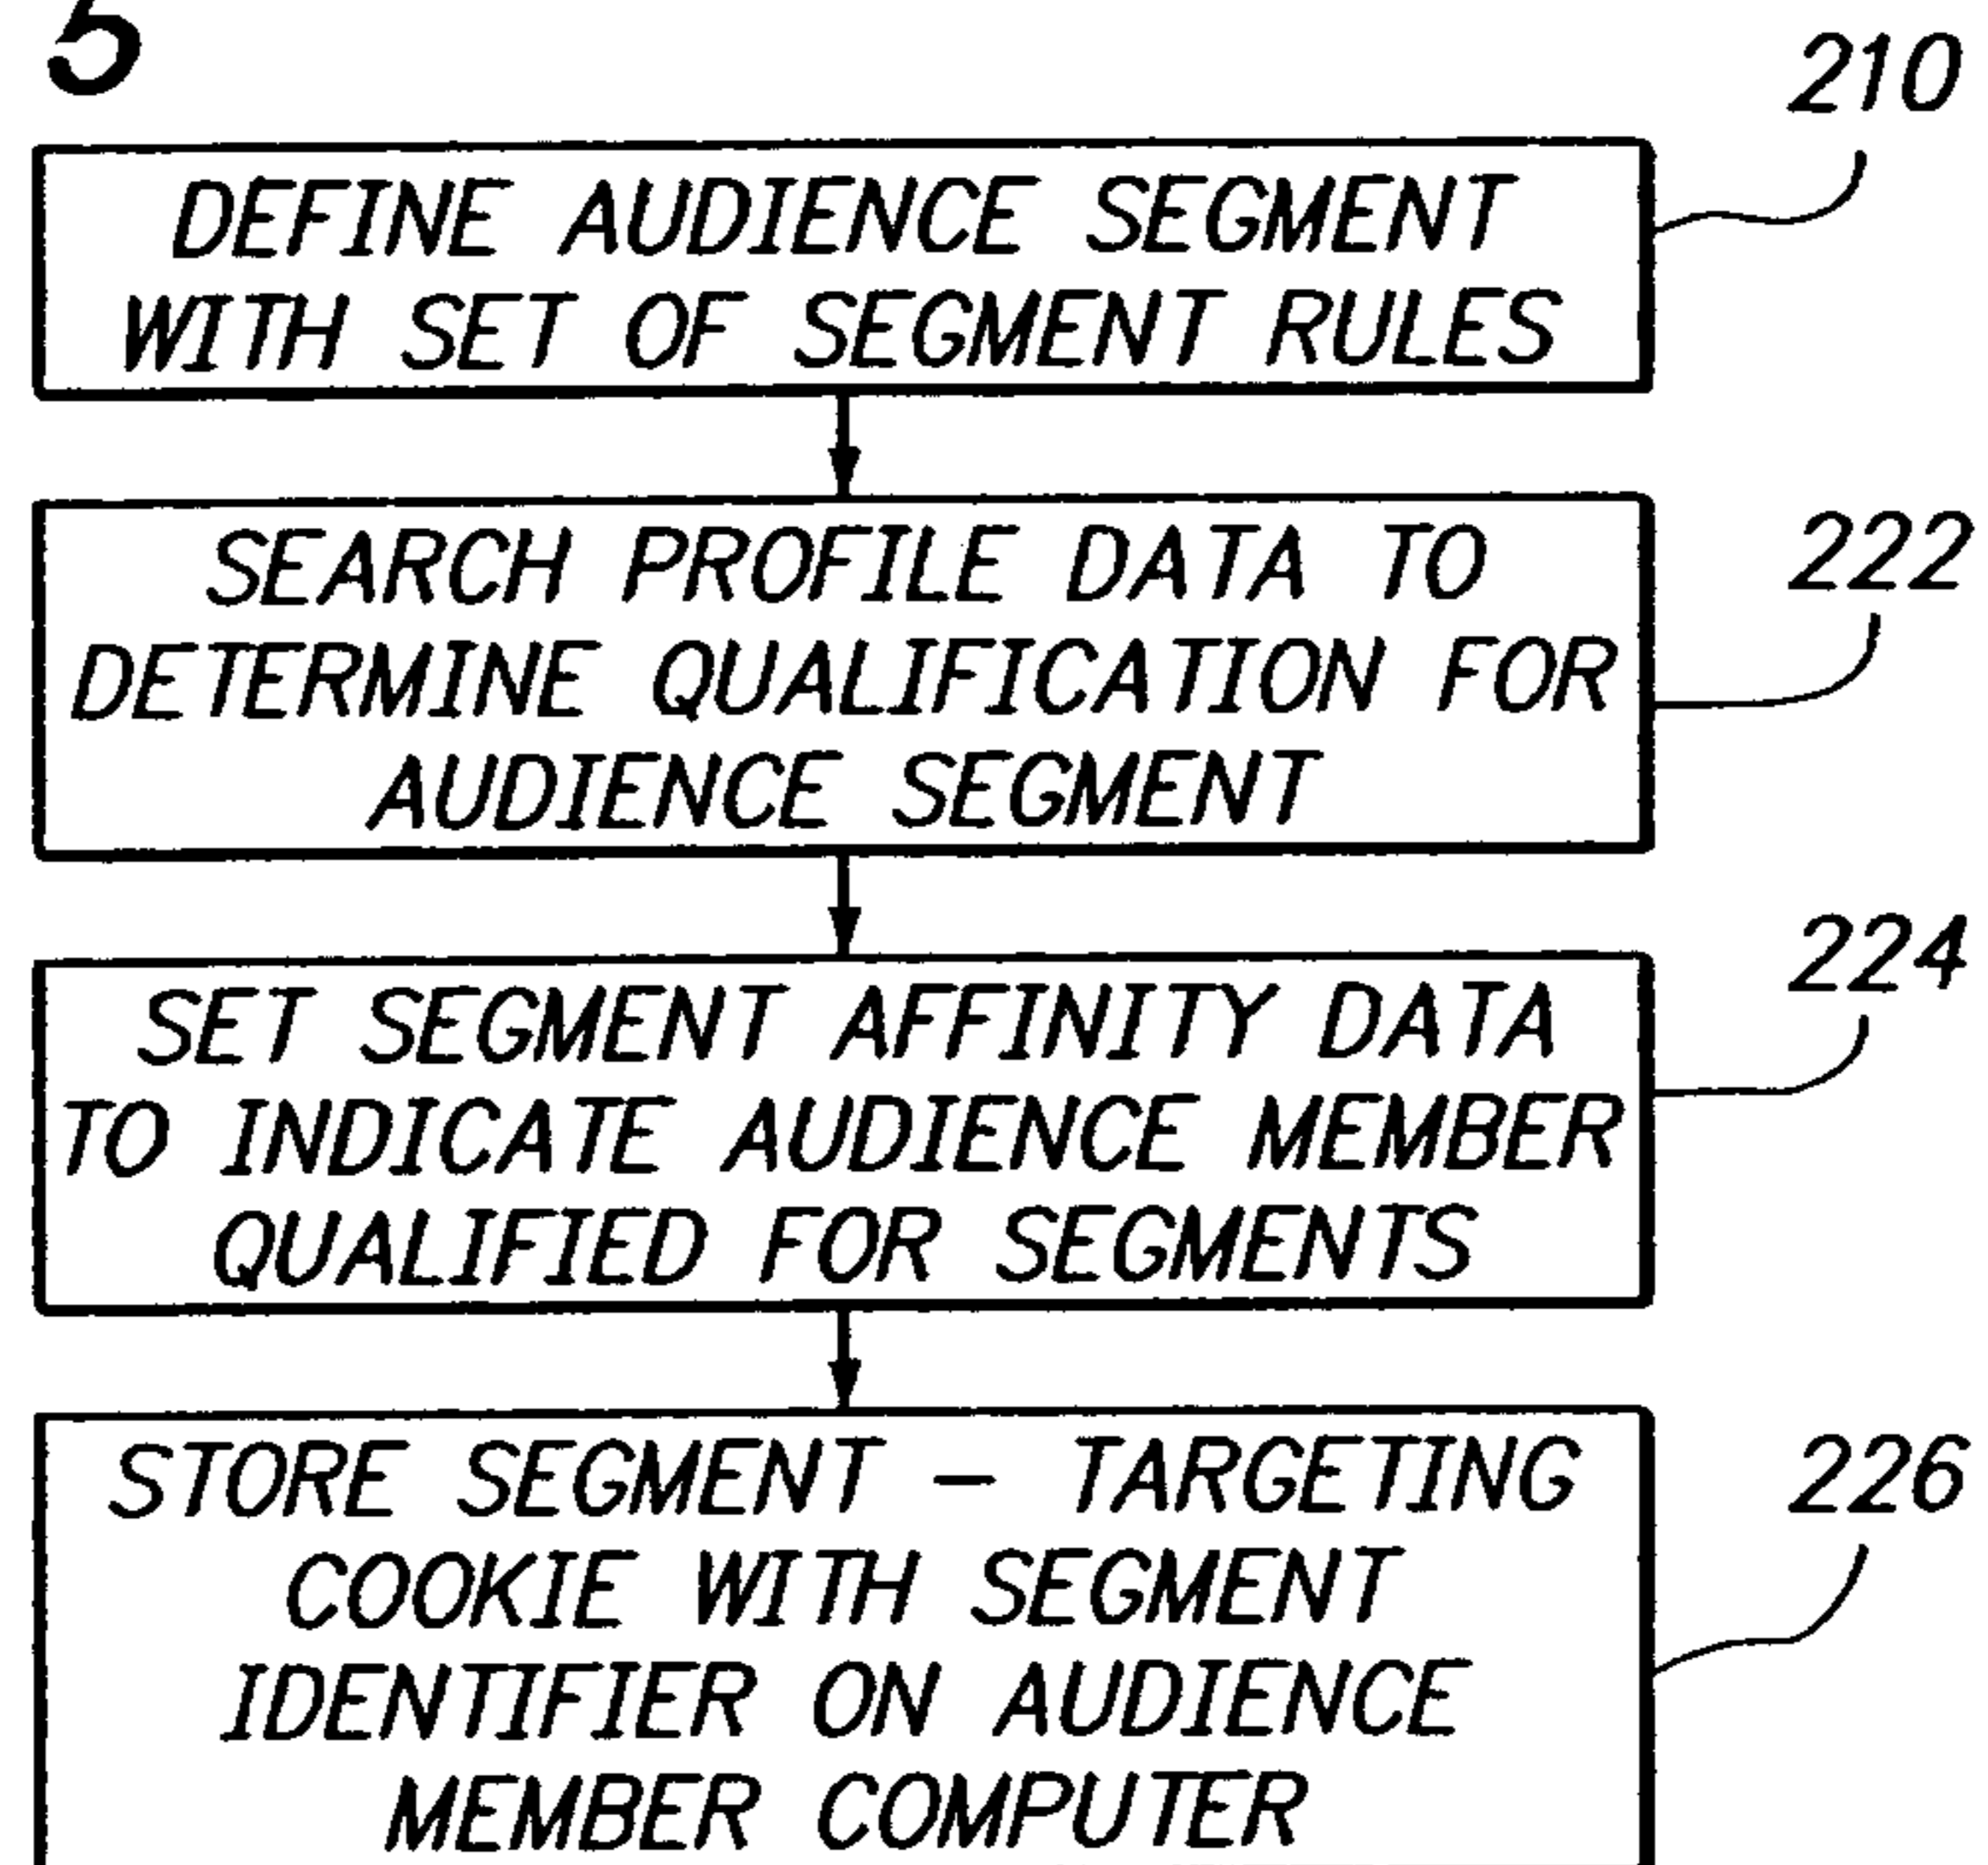 5
210
DEFINE AUDIENCE SEGMENT
WITH SET OF SEGMENT RULES
SEARCH PROFILE DATA TO
DETERMINE QUALIFICATION FOR
AUDIENCE SEGMENT
222
SET SEGMENT AFFINITY DATA
TO INDICATE AUDIENCE MEMBER
QUALIFIED FOR SEGMENTS
224
STORE SEGMENT – TARGETING
COOKIE WITH SEGMENT
IDENTIFIER ON AUDIENCE
MEMBER COMPUTER
226